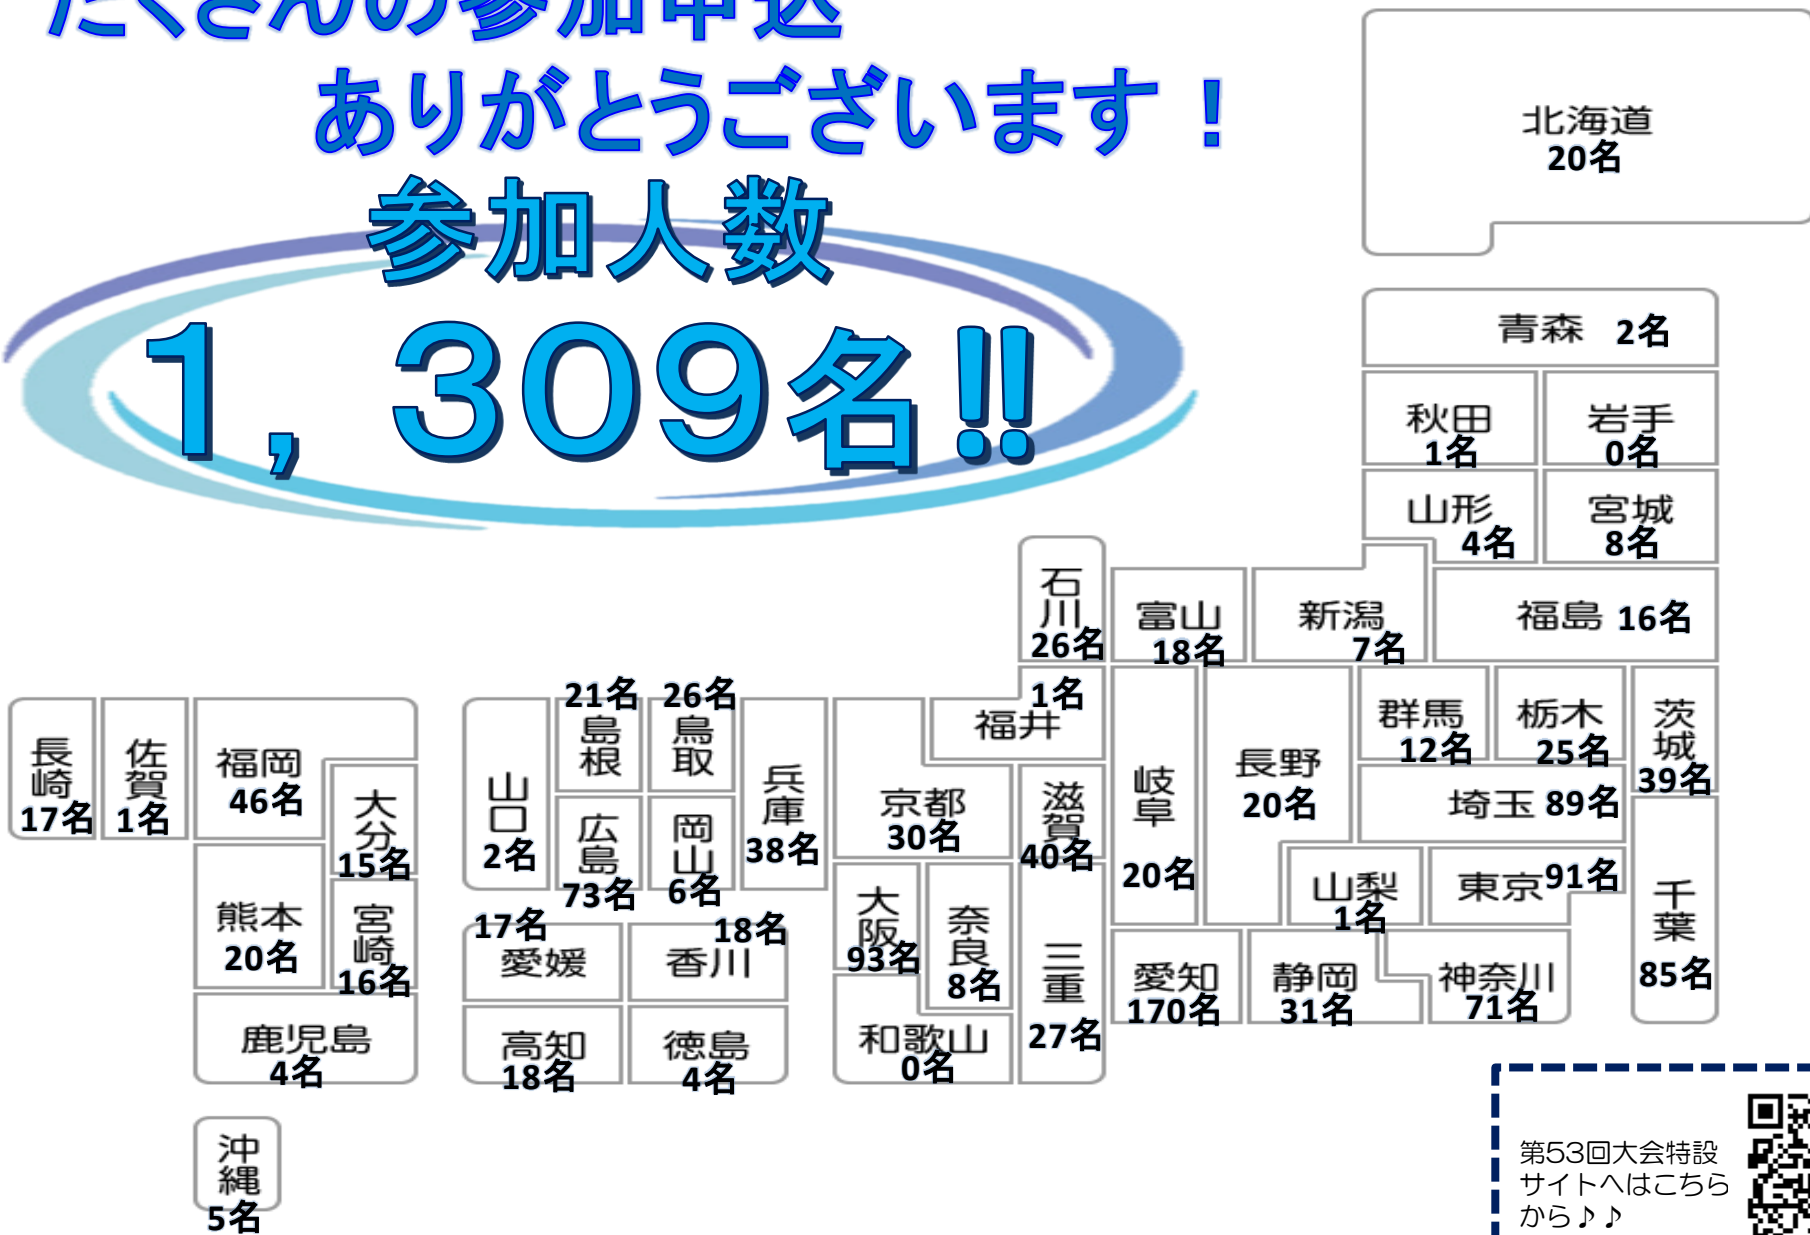 たくさんの参加申込
ありがとうございます！
参加人数
1，309名!!
北海道
20名
青森 2名
秋田
1名
岩手
0名
山形
4名
宮城
8名
石川
26名
富山
18名
新潟
7名
福島 16名
1名
福井
群馬
12名
栃木
25名
茨城
39名
長野
20名
岐阜
20名
埼玉 89名
山梨
1名
東京 91名
千葉
85名
愛知
170名
静岡
31名
神奈川
71名
滋賀
40名
三重
27名
京都
30名
大阪
93名
奈良
8名
和歌山
0名
兵庫
38名
26名
鳥取
21名
島根
岡山
6名
広島
73名
山口
2名
17名
愛媛
18名
香川
高知
18名
徳島
4名
福岡
46名
佐賀
1名
長崎
17名
大分
15名
熊本
20名
宮崎
16名
鹿児島
4名
沖縄
5名
第53回大会特設
サイトへはこちら
から♪♪